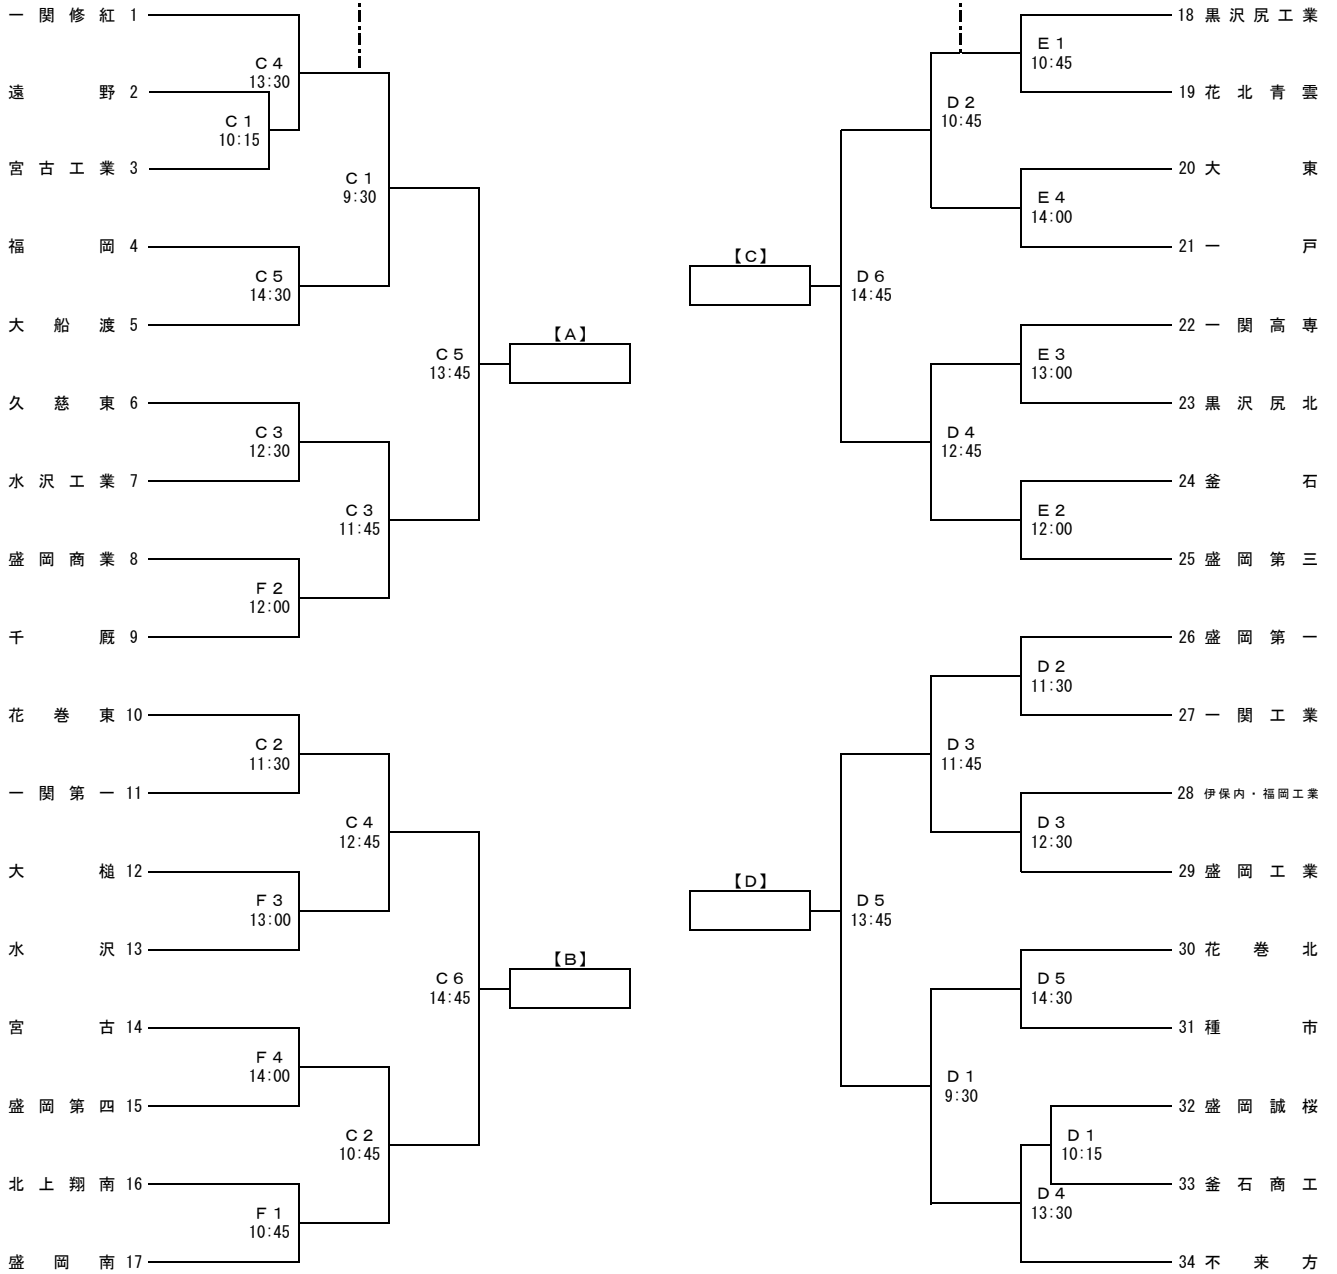 一関修紅 1
C4
13:30
遠野 2
C1
10:15
宮古工業 3
C1
9:30
福岡 4
C5
14:30
大船渡 5
【A】
C5
13:45
久慈東 6
C3
12:30
水沢工業 7
C3
11:45
盛岡商業 8
F2
12:00
千厩 9
花巻東 10
C2
11:30
一関第一 11
C4
12:45
大槌 12
F3
13:00
水沢 13
【B】
C6
14:45
宮古 14
F4
14:00
盛岡第四 15
C2
10:45
北上翔南 16
F1
10:45
盛岡南 17
18 黒沢尻工業
E1
10:45
19 花北青雲
D2
10:45
20 大東
E4
14:00
21 一戸
【C】
D6
14:45
22 一関高専
E3
13:00
23 黒沢尻北
D4
12:45
24 釜石
E2
12:00
25 盛岡第三
26 盛岡第一
D2
11:30
27 一関工業
D3
11:45
28 伊保内・福岡工業
D3
12:30
29 盛岡工業
【D】
D5
13:45
30 花巻北
D5
14:30
31 種市
D1
9:30
32 盛岡誠桜
D1
10:15
33 釜石商工
D4
13:30
34 不来方